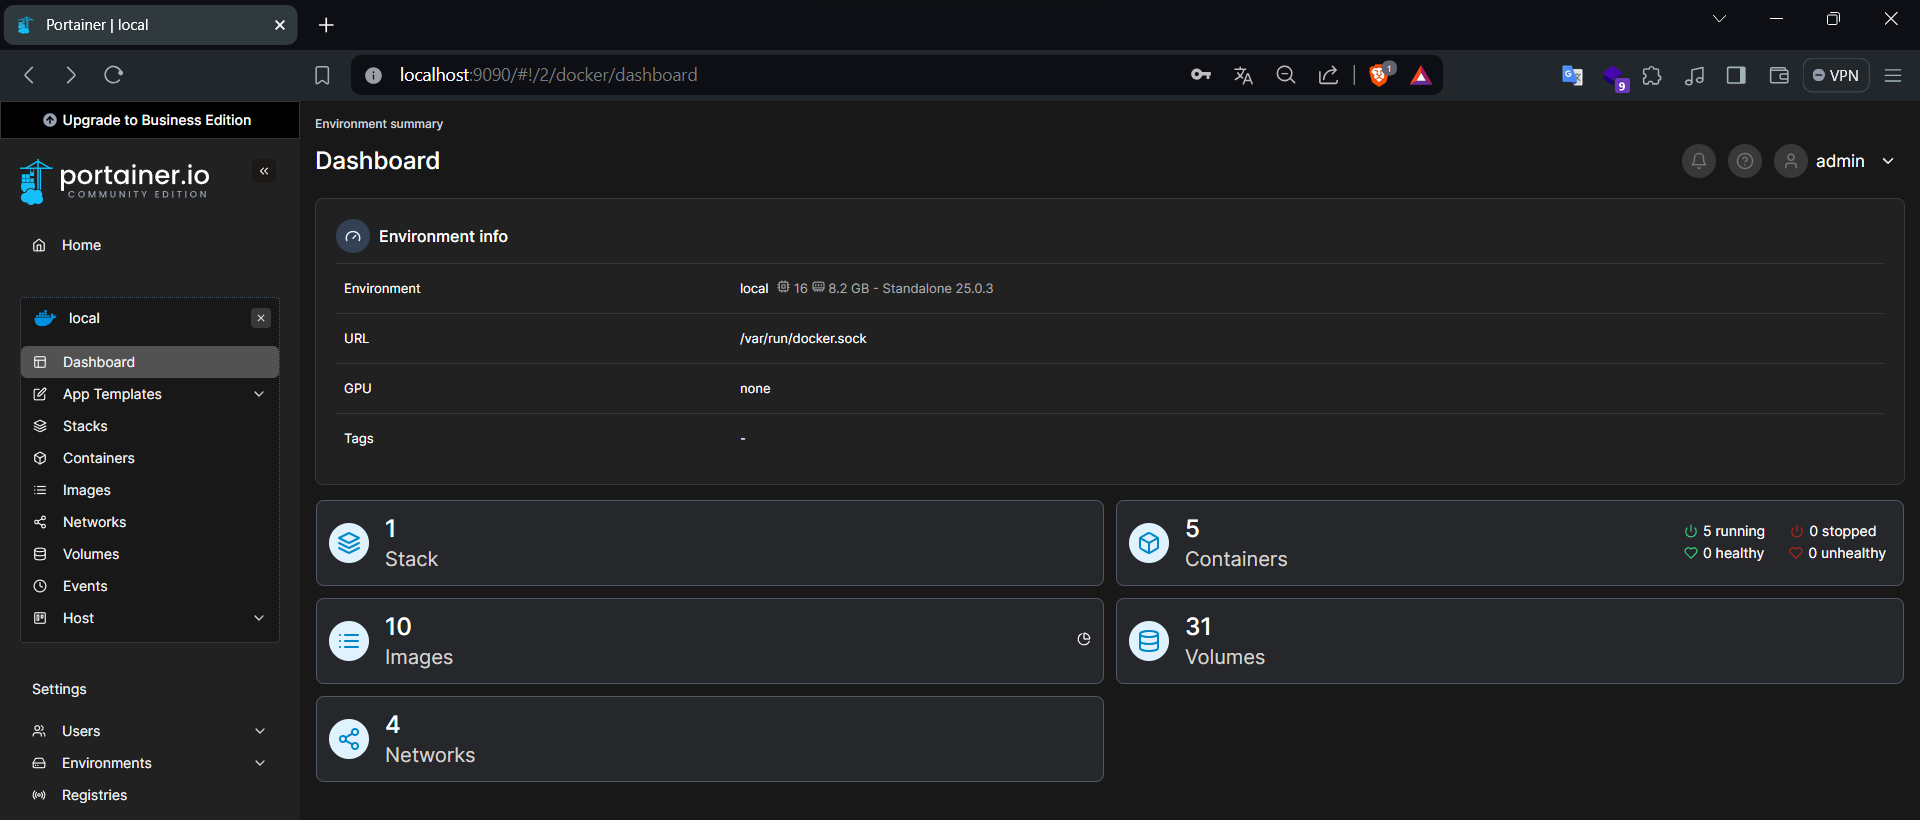 Portainer | local
localhost:9090/#!/2/docker/dashboard
1
9
VPN
Upgrade to Business Edition
portainer.io
COMMUNITY EDITION
Home
local
Dashboard
App Templates
Stacks
Containers
Images
Networks
Volumes
Events
Host
Settings
Users
Environments
Registries
Environment summary
Dashboard
admin
Environment info
Environment
local 16 8.2 GB - Standalone 25.0.3
URL
/var/run/docker.sock
GPU
none
Tags
-
1
Stack
5
Containers
5 running 0 stopped
0 healthy 0 unhealthy
10
Images
31
Volumes
4
Networks